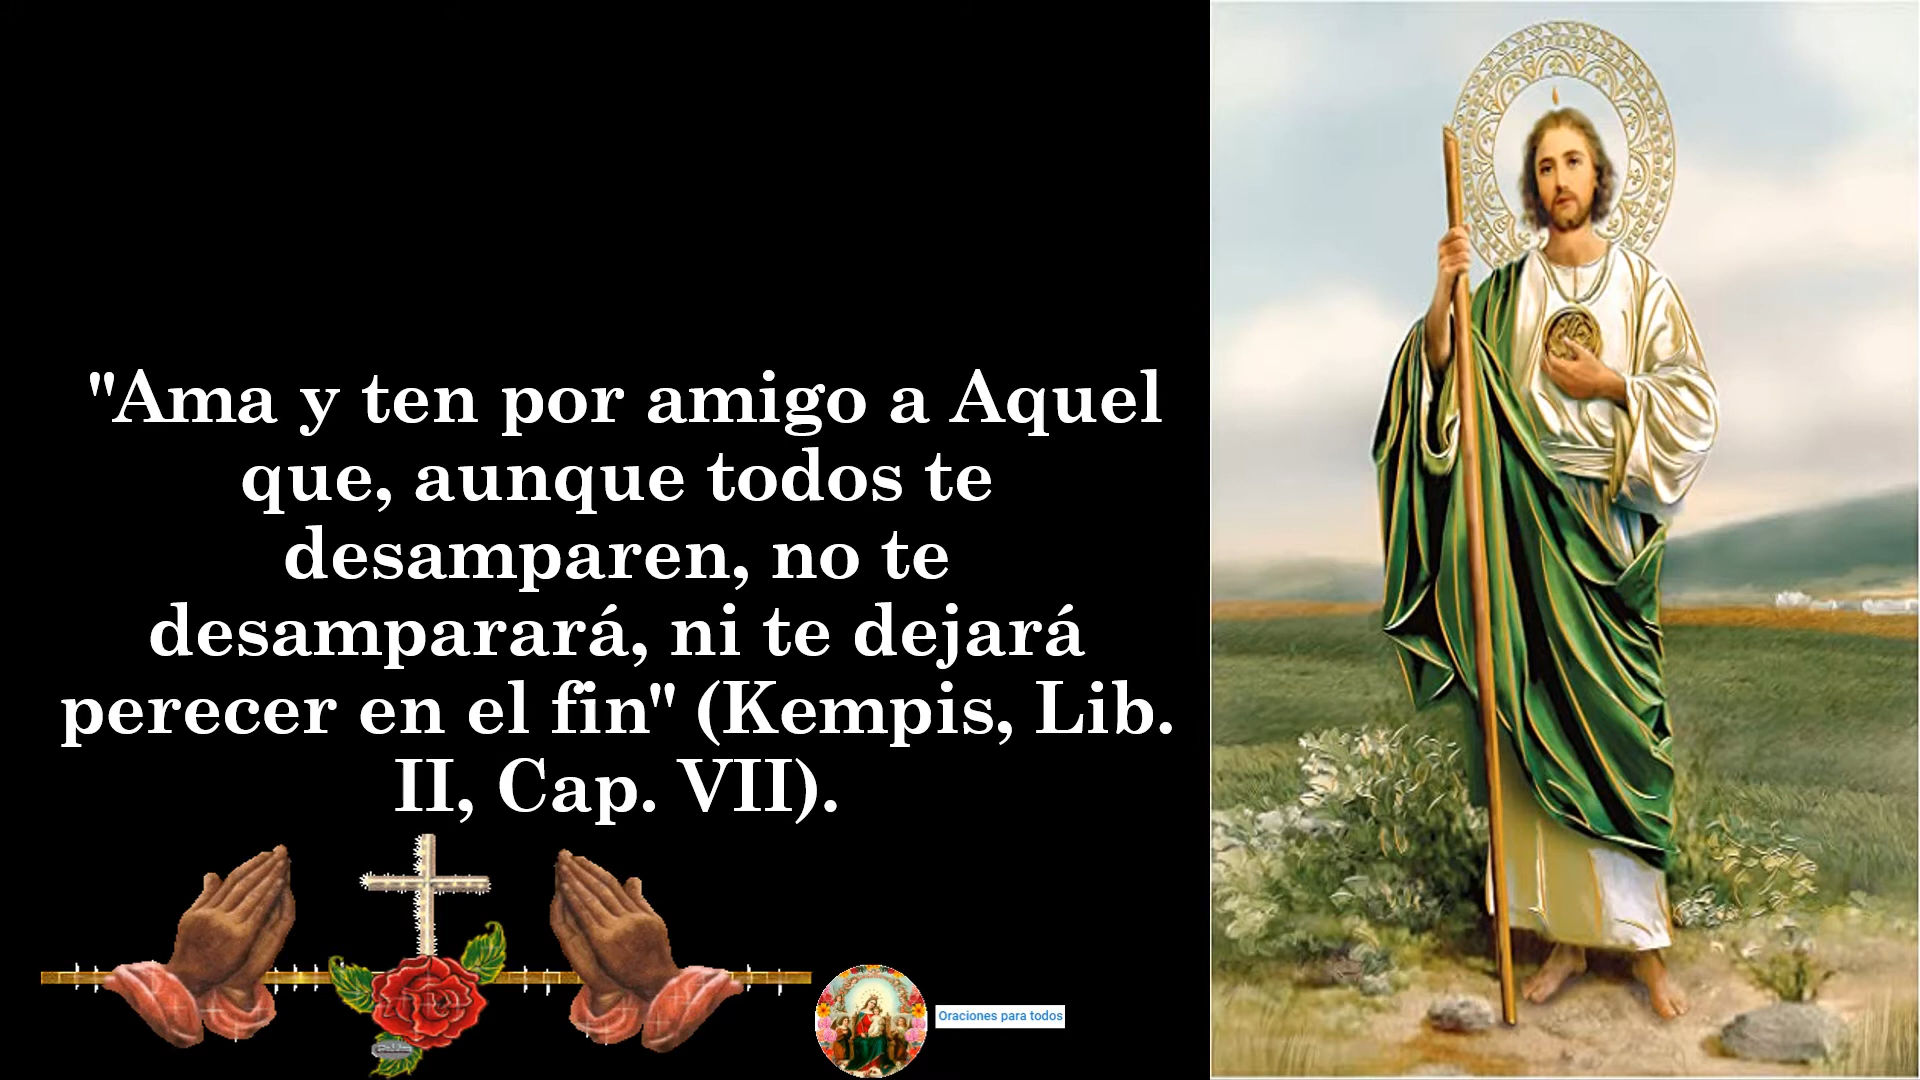 "Ama y ten por amigo a Aquel
que, aunque todos te
desamparen, no te
desamparará, ni te dejará
perecer en el fin" (Kempis, Lib.
II, Cap. VII).
Oraciones para todos